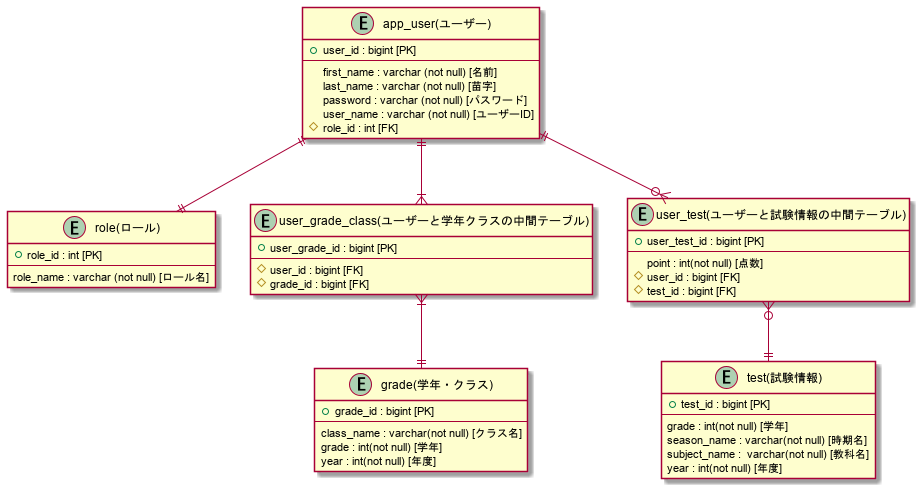 E app_user(ユーザー)
user_id : bigint [PK]
first_name : varchar (not null) [名前]
last_name : varchar (not null) [苗字]
password : varchar (not null) [パスワード]
user_name : varchar (not null) [ユーザーID]
role_id : int [FK]
E role(ロール)
role_id : int [PK]
role_name : varchar (not null) [ロール名]
E user_grade_class(ユーザーと学年クラスの中間テーブル)
user_grade_id : bigint [PK]
user_id : bigint [FK]
grade_id : bigint [FK]
E user_test(ユーザーと試験情報の中間テーブル)
user_test_id : bigint [PK]
point : int(not null) [点数]
user_id : bigint [FK]
test_id : bigint [FK]
E grade(学年・クラス)
grade_id : bigint [PK]
class_name : varchar(not null) [クラス名]
grade : int(not null) [学年]
year : int(not null) [年度]
E test(試験情報)
test_id : bigint [PK]
grade : int(not null) [学年]
season_name : varchar(not null) [時期名]
subject_name :  varchar(not null) [教科名]
year : int(not null) [年度]